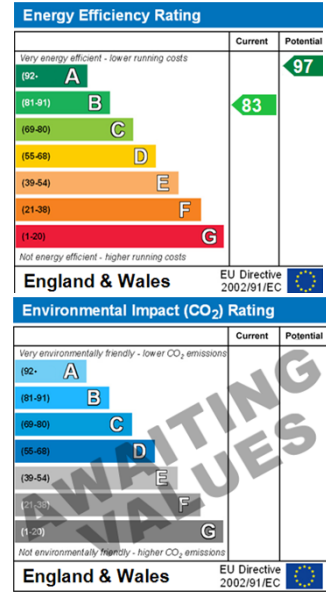 Energy Efficiency Rating
Current Potential
Very energy efficient - lower running costs
(92- A
97
(81-91) B
83
(69-80) C
(55-68) D
(39-54) E
(21-38) F
(1-20) G
Not energy efficient - higher running costs
England & Wales
EU Directive
2002/91/EC
Environmental Impact (CO2) Rating
Current Potential
Very environmentally friendly - lower CO2 emissions
(92- A
(81-91) B
(69-80) C
(55-68) D
(39-54) E
(21-38) F
(1-20) G
AWAITING
VALUES
Not environmentally friendly - higher CO2 emissions
England & Wales
EU Directive
2002/91/EC